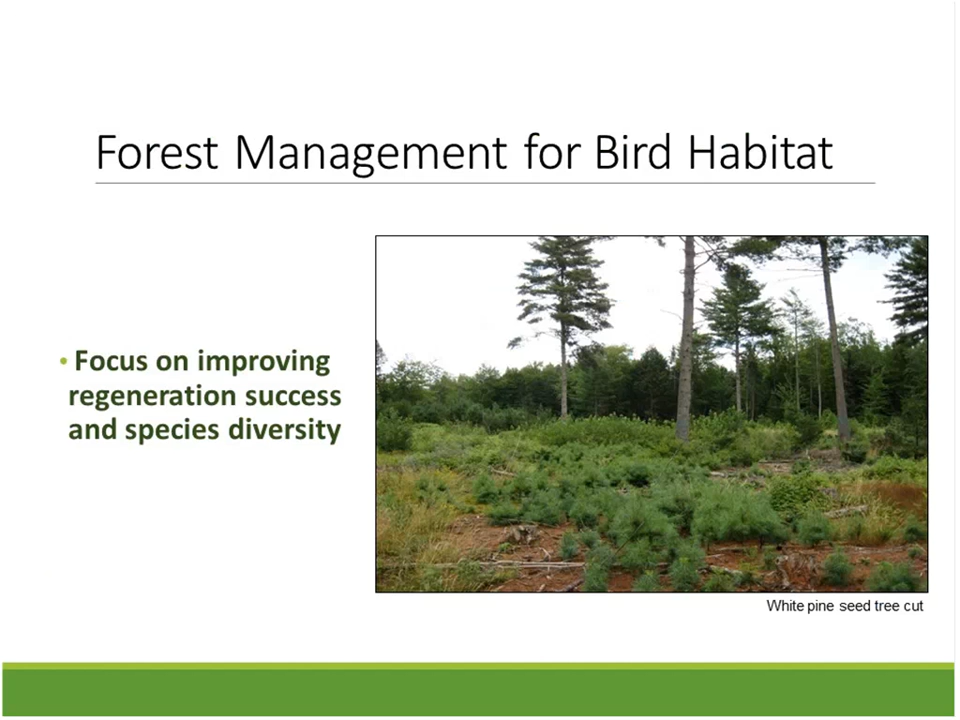 Forest Management for Bird Habitat
• Focus on improving
regeneration success
and species diversity
White pine seed tree cut